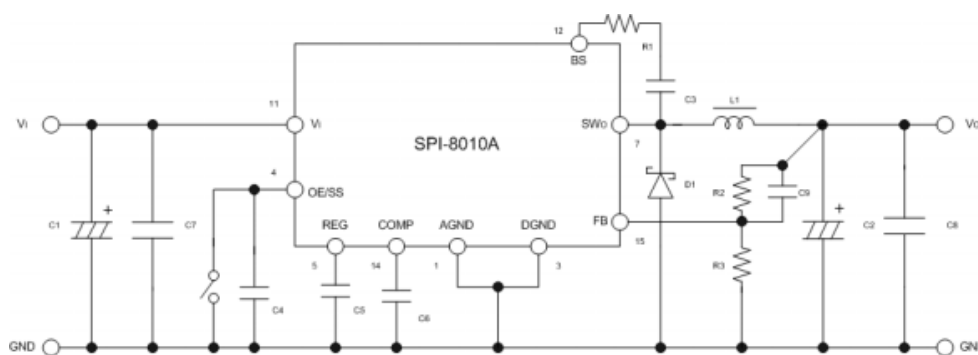 12
BS
R1
C3
L1
11
Vi
Vi
SWo
Vo
7
SPI-8010A
4
OE/SS
D1
R2
C9
C1
+
C7
+
C2
C8
REG
COMP
AGND
DGND
FB
15
5
14
1
3
R3
C4
C5
C6
GND
GN